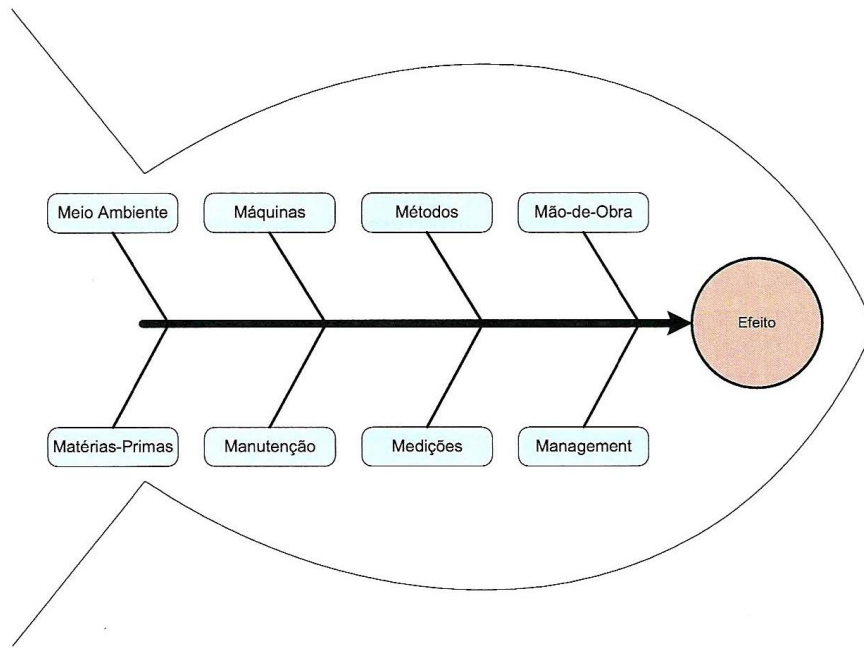 Meio Ambiente
Máquinas
Métodos
Mão-de-Obra
Efeito
Matérias-Primas
Manutenção
Medições
Management